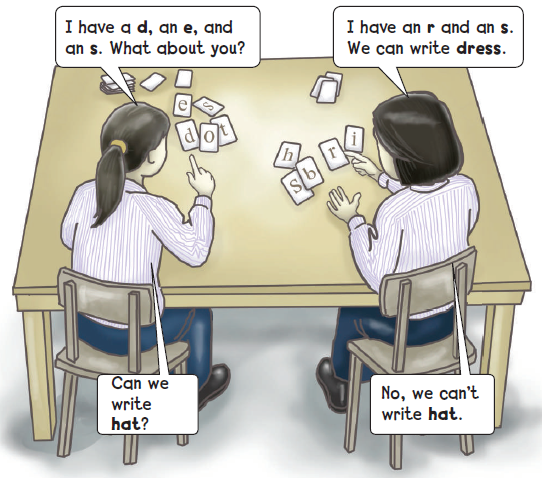 I have a d, an e, and
an s. What about you?
I have an r and an s.
We can write dress.
e
s
d
o
t
h
s
b
r
i
Can we
write
hat?
No, we can't
write hat.